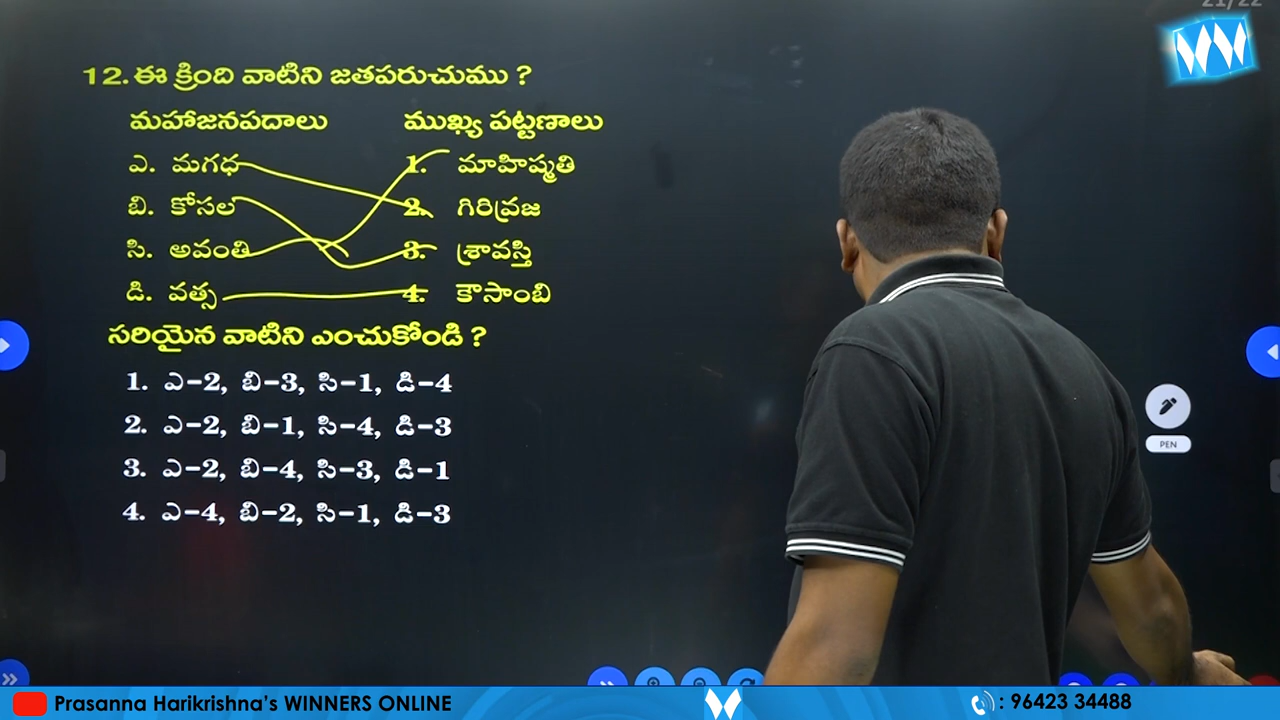 21/22
12. ఈ క్రింది వాటిని జతపరుచుము ?
మహాజనపదాలు ముఖ్య పట్టణాలు
ఎ. మగధ 1. మాహిష్మతి
బి. కోసల 2. గిరివ్రజ
సి. అవంతి 3. శ్రావస్తి
డి. వత్స 4. కౌసాంబి
సరియైన వాటిని ఎంచుకోండి ?
1. ఎ-2, బి-3, సి-1, డి-4
2. ఎ-2, బి-1, సి-4, డి-3
3. ఎ-2, బి-4, సి-3, డి-1
4. ఎ-4, బి-2, సి-1, డి-3
PEN
Prasanna Harikrishna's WINNERS ONLINE : 96423 34488